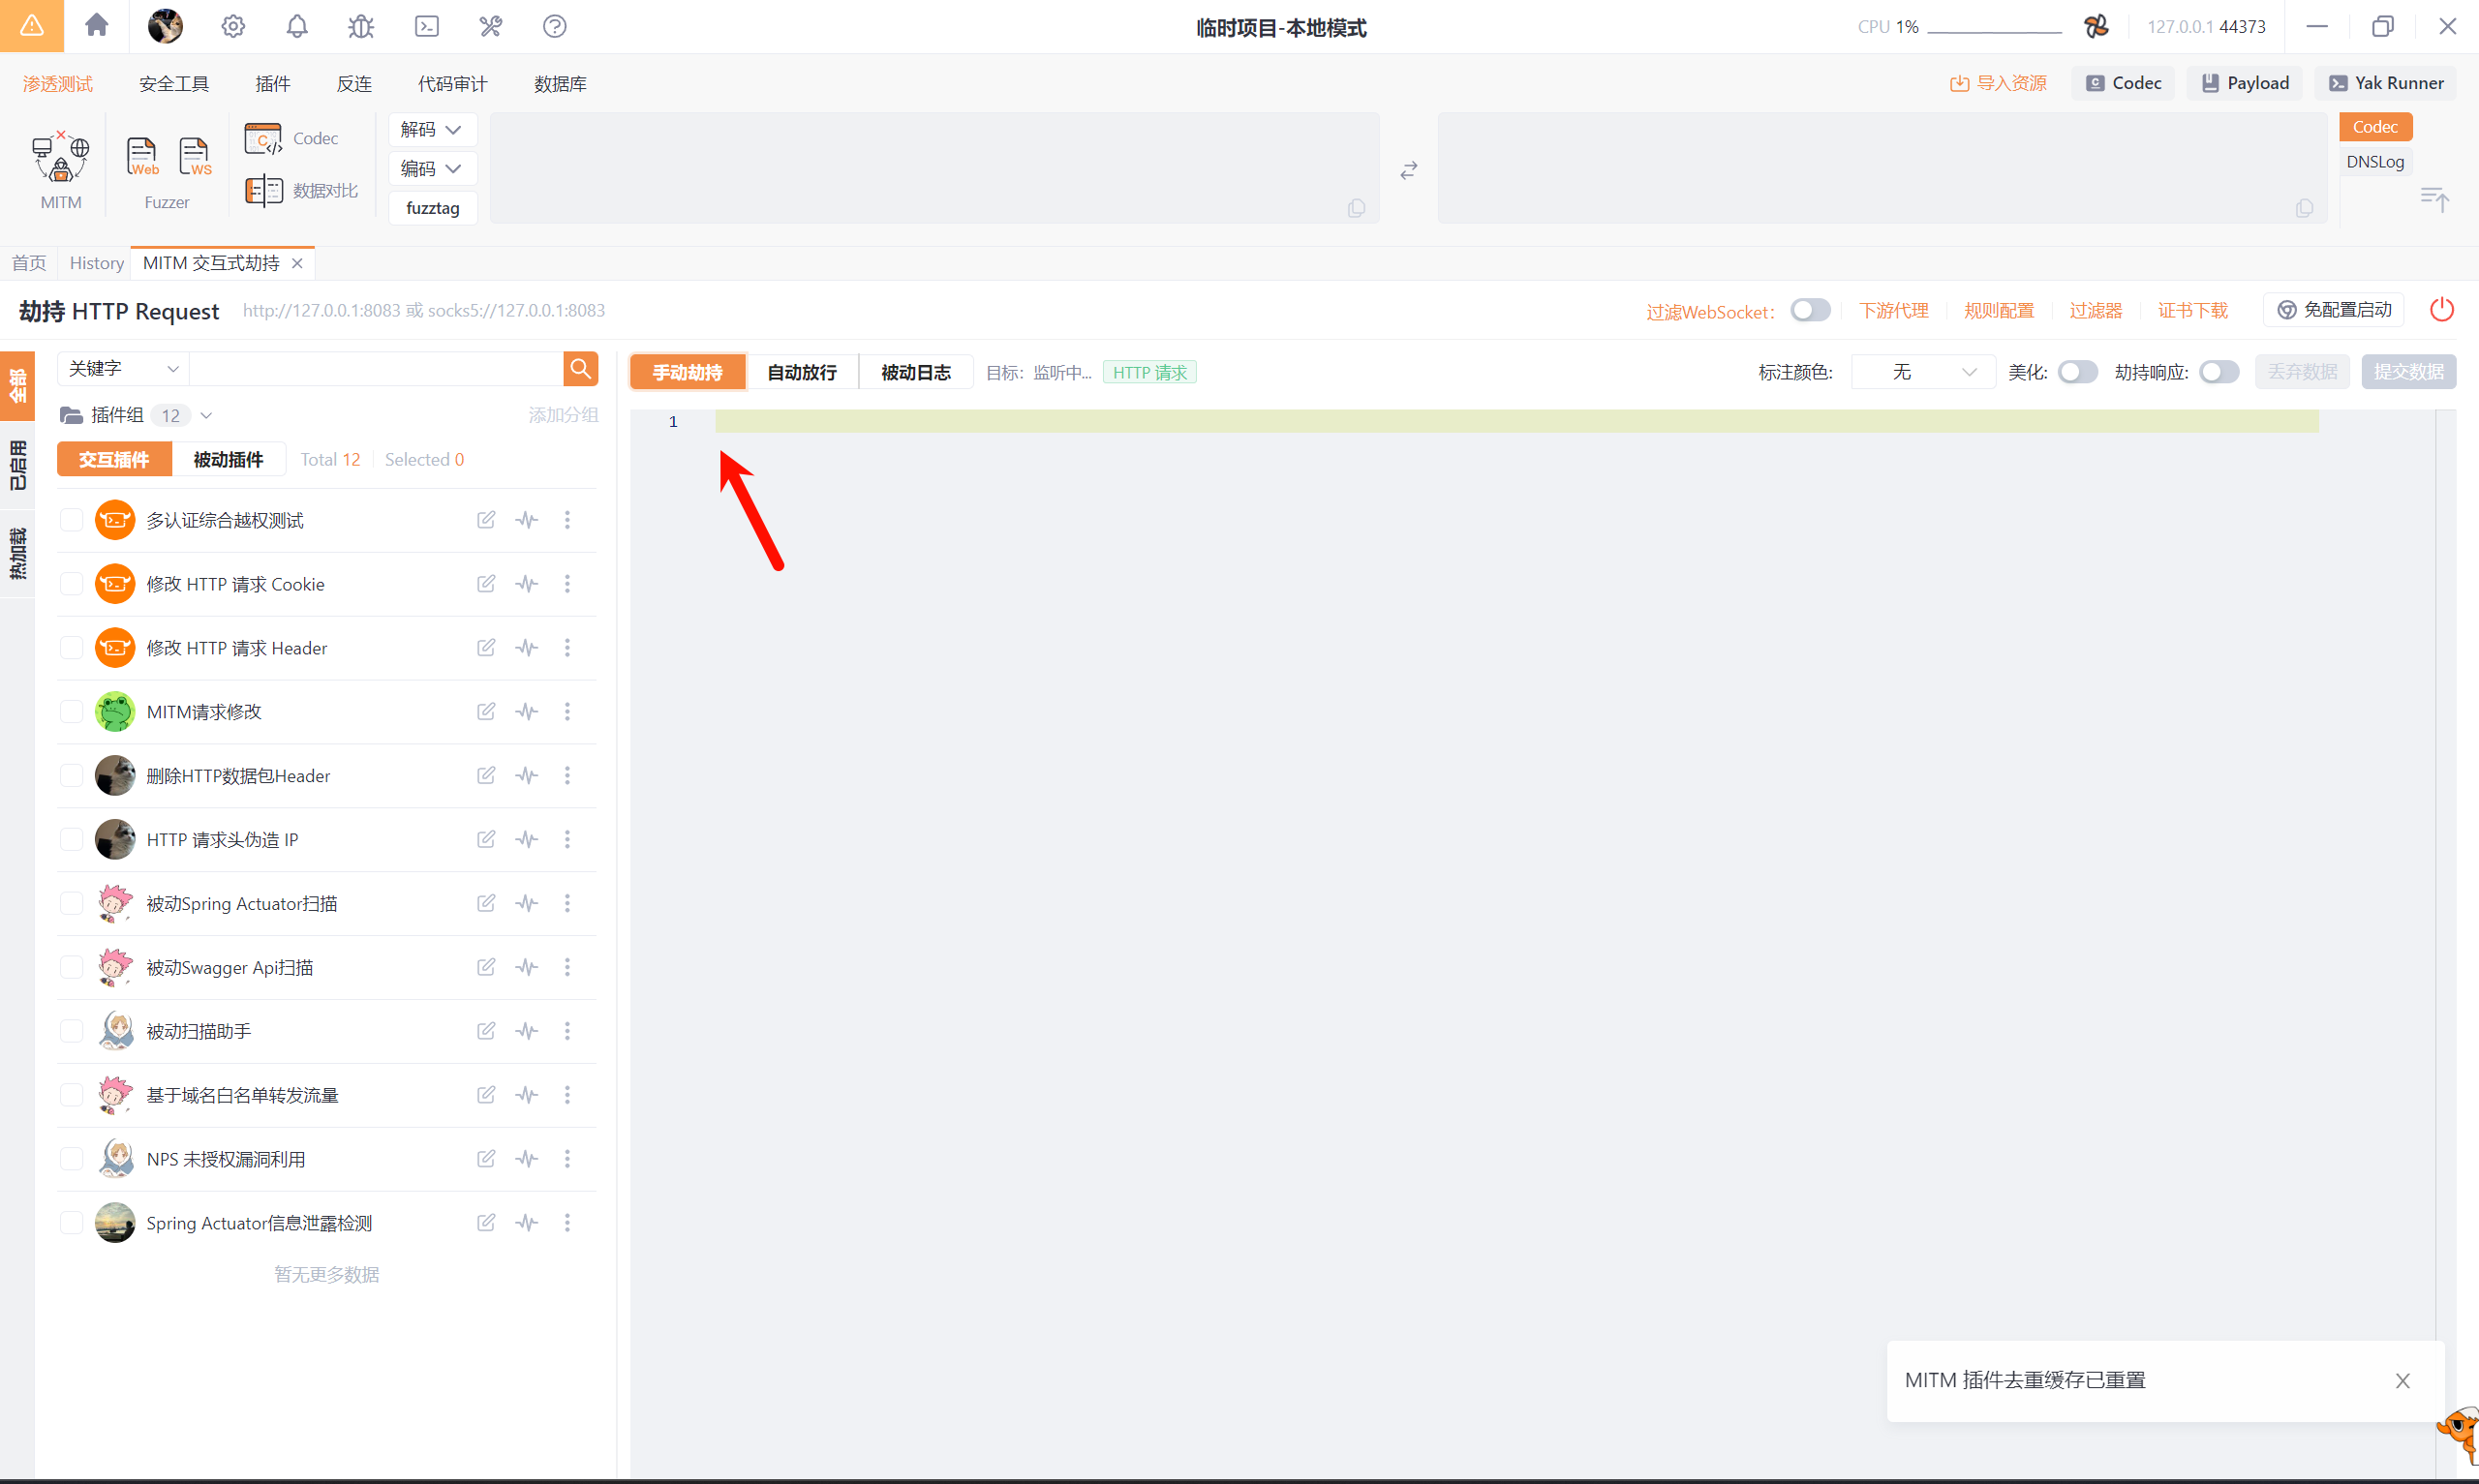 临时项目-本地模式
CPU 1%
127.0.0.1 44373
渗透测试 安全工具 插件 反连 代码审计 数据库
导入资源 Codec Payload Yak Runner
MITM
Web
WS
Fuzzer
Codec
数据对比
解码
编码
fuzztag
Codec
DNSLog
首页 History MITM 交互式劫持
劫持 HTTP Request http://127.0.0.1:8083 或 socks5://127.0.0.1:8083
过滤WebSocket: 下游代理 规则配置 过滤器 证书下载 免配置启动
全部
已启用
热加载
关键字
插件组 12 添加分组
交互插件 被动插件 Total 12 Selected 0
多认证综合越权测试
修改 HTTP 请求 Cookie
修改 HTTP 请求 Header
MITM请求修改
删除HTTP数据包Header
HTTP 请求头伪造 IP
被动Spring Actuator扫描
被动Swagger Api扫描
被动扫描助手
基于域名白名单转发流量
NPS 未授权漏洞利用
Spring Actuator信息泄露检测
暂无更多数据
手动劫持 自动放行 被动日志 目标: 监听中... HTTP 请求
标注颜色: 无 美化: 劫持响应: 丢弃数据 提交数据
1
MITM 插件去重缓存已重置